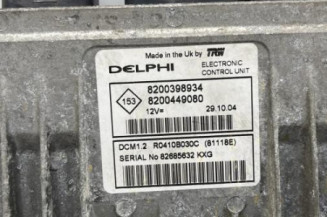 Made in the Uk by TRW
DELPHI
ELECTRONIC
CONTROL UNIT
153
8200398934
8200449080
12V=
29.10.04
DCM1.2 R0410B030C (81118E)
SERIAL No 82685632 KXG